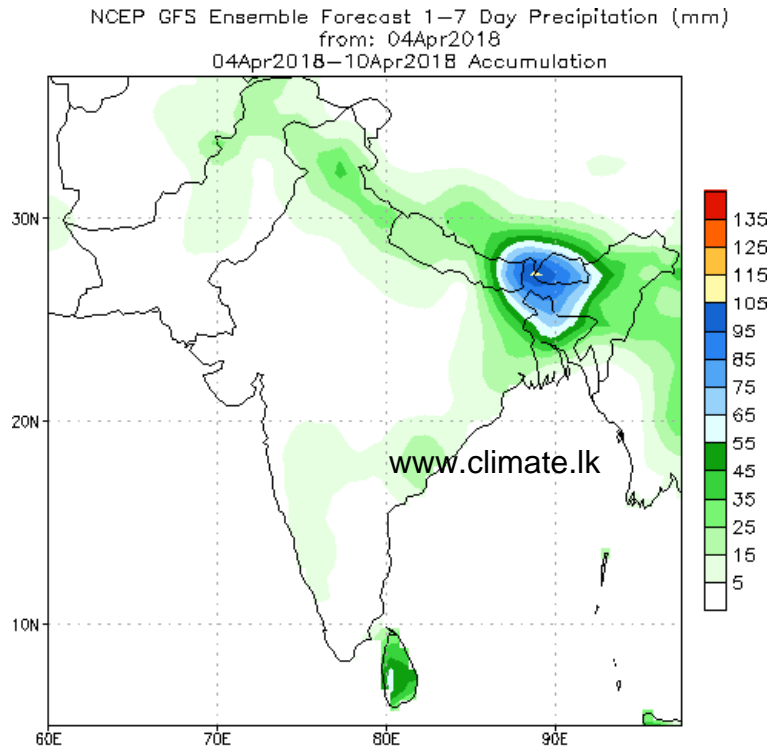 NCEP GFS Ensemble Forecast 1-7 Day Precipitation (mm)
from: 04Apr2018
04Apr2018-10Apr2018 Accumulation
30N
20N
10N
60E
70E
80E
90E
www.climate.lk
135
125
115
105
95
85
75
65
55
45
35
25
15
5